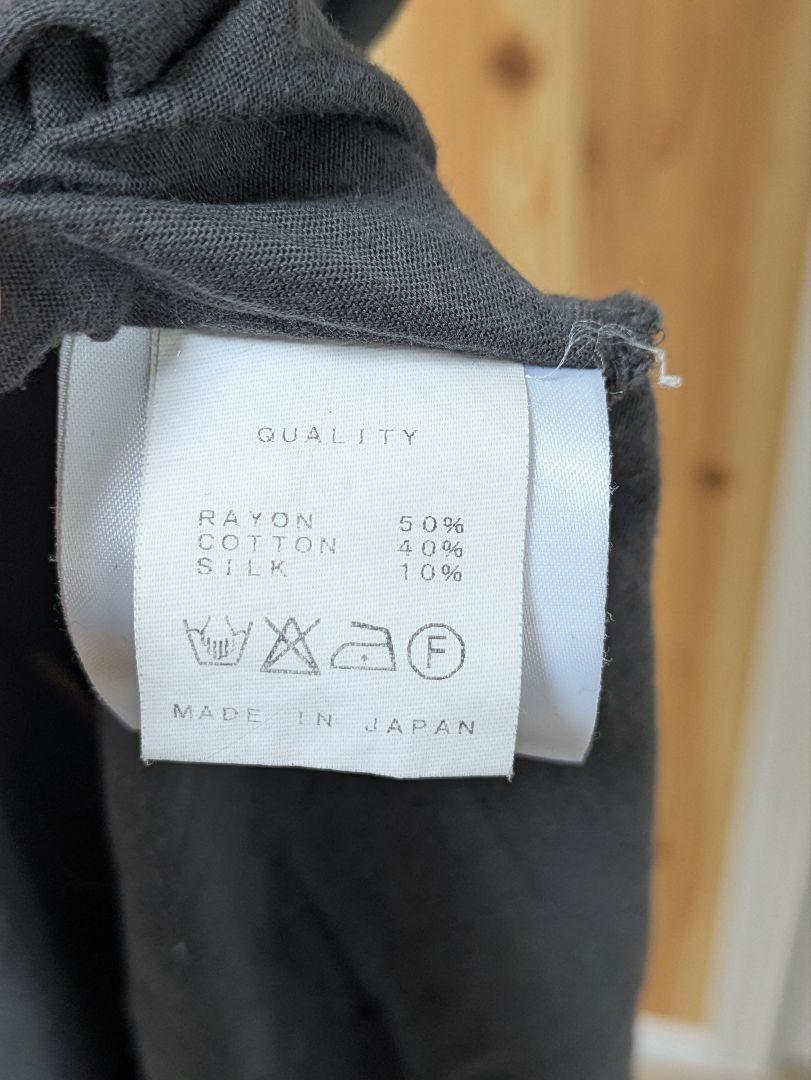 QUALITY
RAYON 50%
COTTON 40%
SILK 10%
F
MADE IN JAPAN